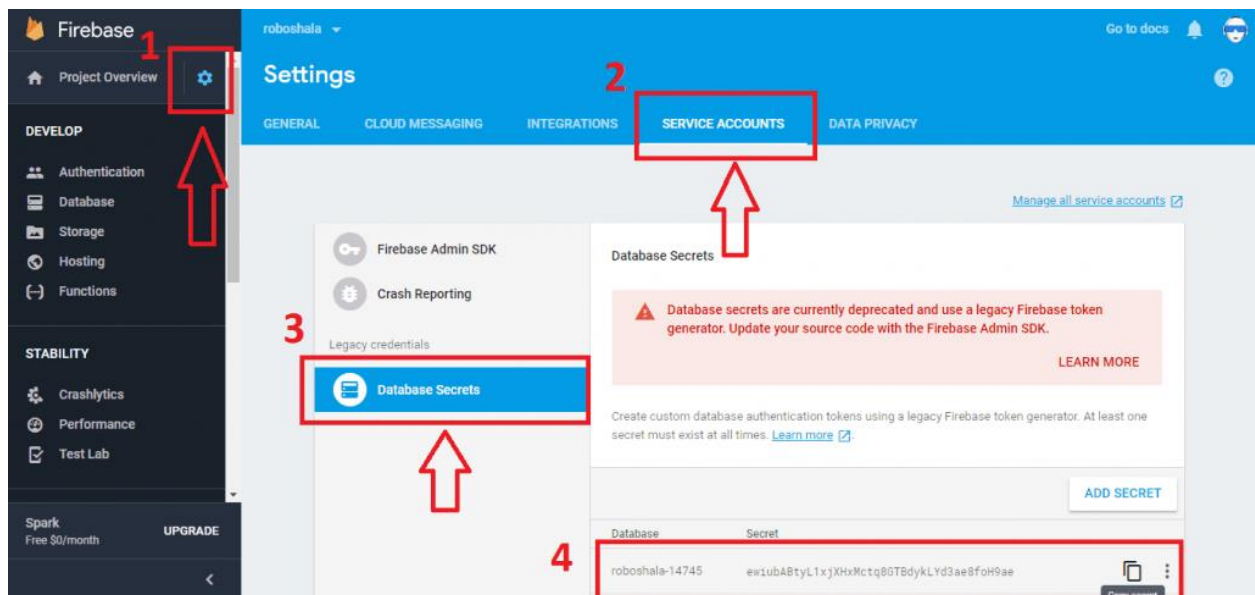 Firebase
1
Project Overview
DEVELOP
Authentication
Database
Storage
Hosting
Functions
STABILITY
Crashlytics
Performance
Test Lab
Spark
Free $0/month
UPGRADE
roboshala
Go to docs
Settings
2
GENERAL CLOUD MESSAGING INTEGRATIONS SERVICE ACCOUNTS DATA PRIVACY
Manage all service accounts
Firebase Admin SDK
Crash Reporting
3
Legacy credentials
Database Secrets
Database Secrets
Database secrets are currently deprecated and use a legacy Firebase token
generator. Update your source code with the Firebase Admin SDK.
LEARN MORE
Create custom database authentication tokens using a legacy Firebase token generator. At least one
secret must exist at all times. Learn more
ADD SECRET
Database Secret
4
roboshala-14745